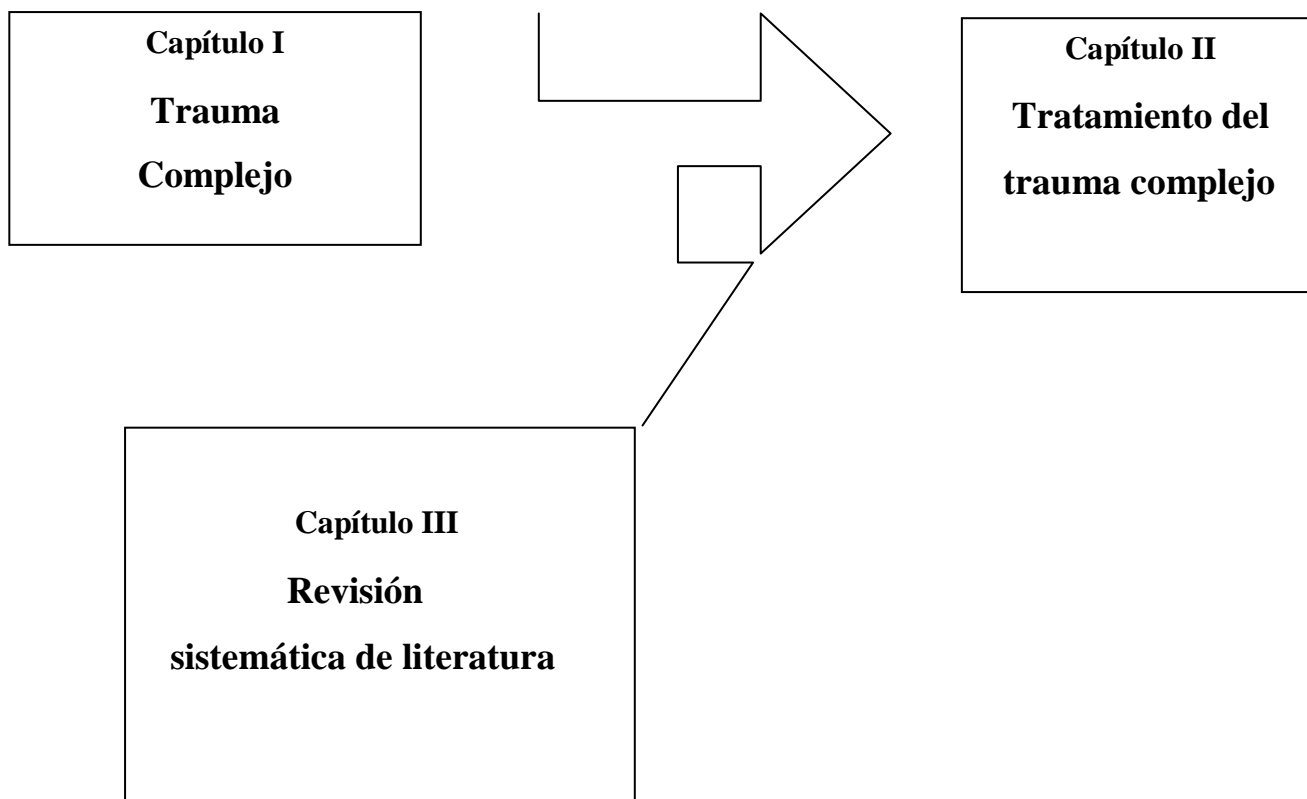 Capítulo I
Trauma
Complejo
Capítulo II
Tratamiento del
trauma complejo
Capítulo III
Revisión
sistemática de literatura